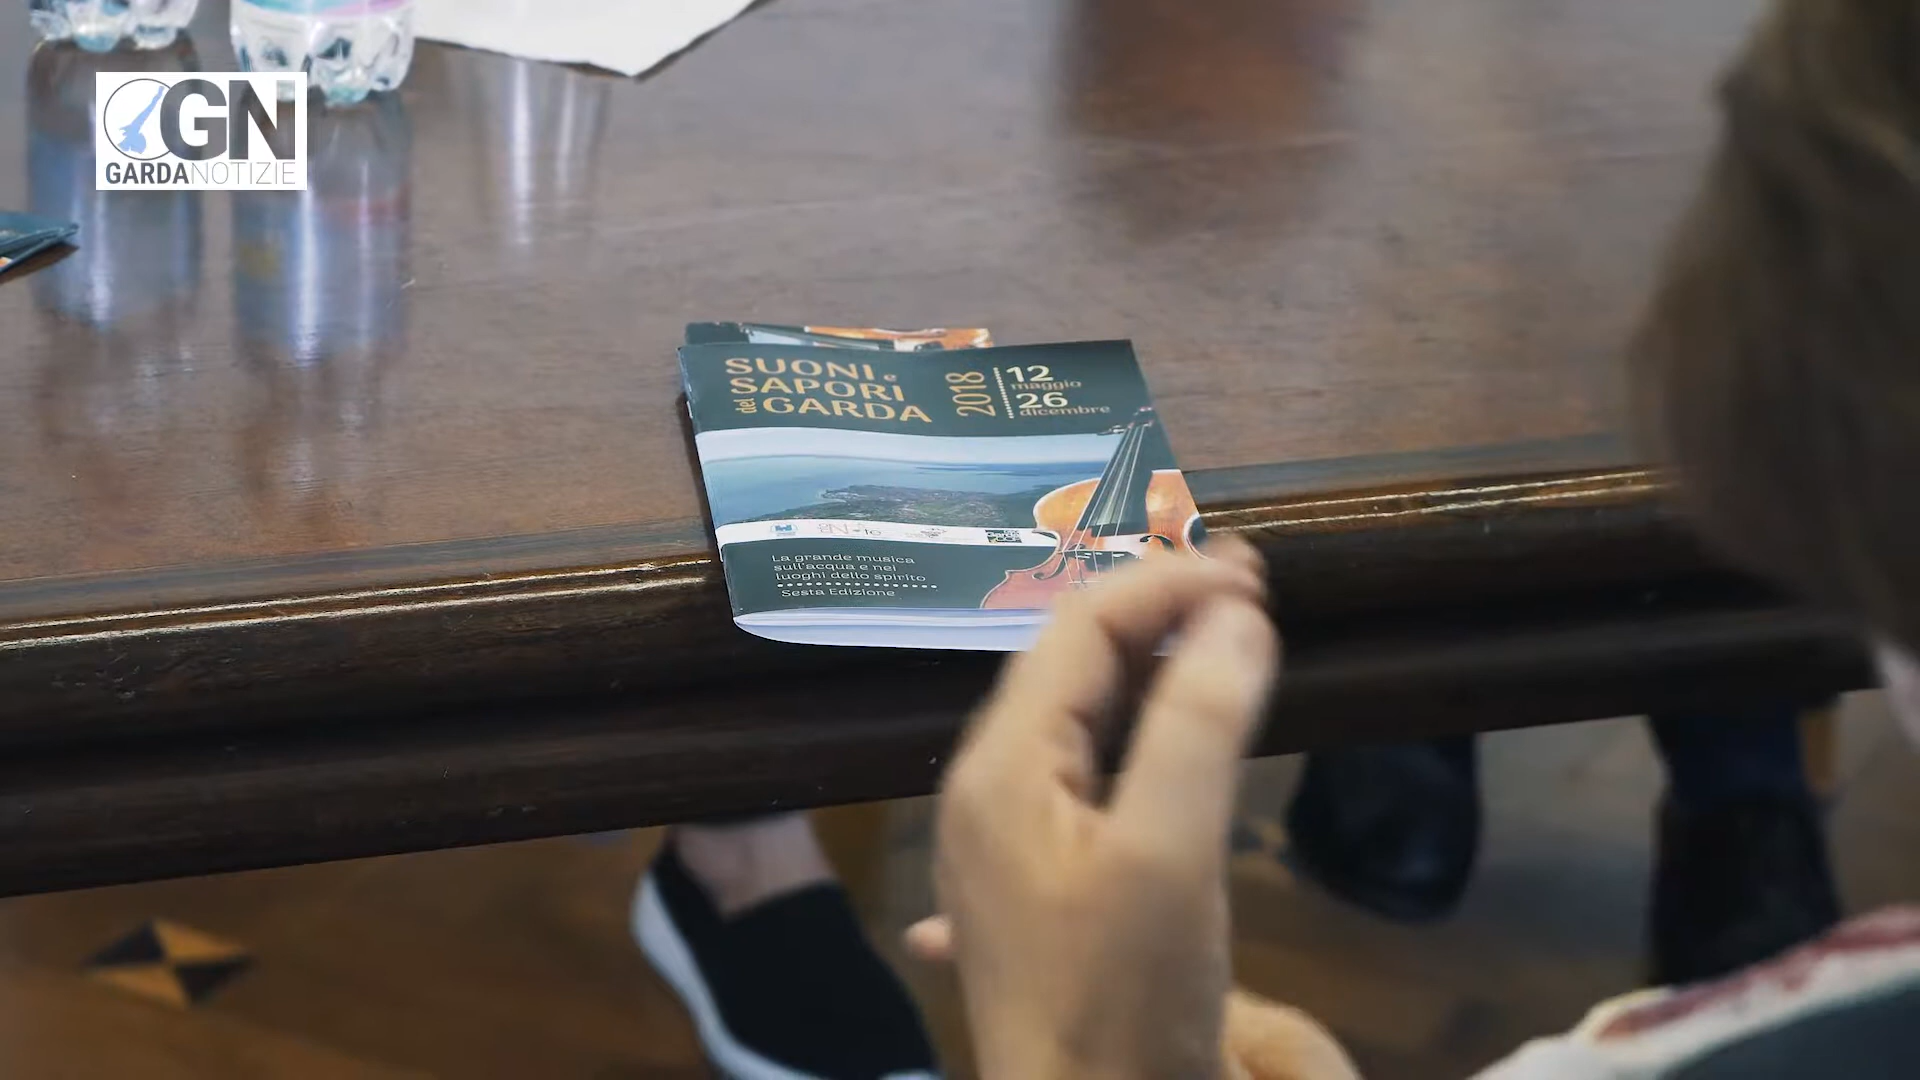 GN
GARDANOTIZIE
SUONI e
SAPORI
del GARDA
2018
12
maggio
26
dicembre
La grande musica
sull'acqua e nei
luoghi dello spirito
Sesta Edizione